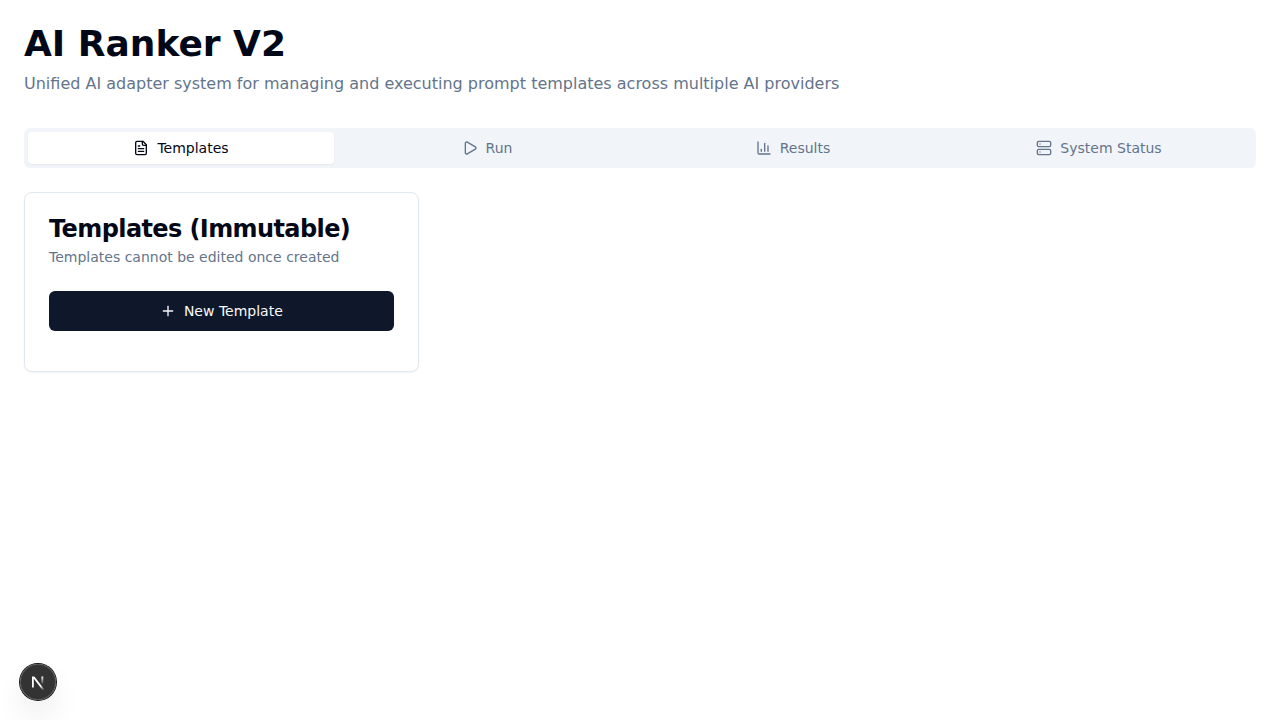 AI Ranker V2
Unified AI adapter system for managing and executing prompt templates across multiple AI providers
Templates
Run
Results
System Status
Templates (Immutable)
Templates cannot be edited once created
New Template
N